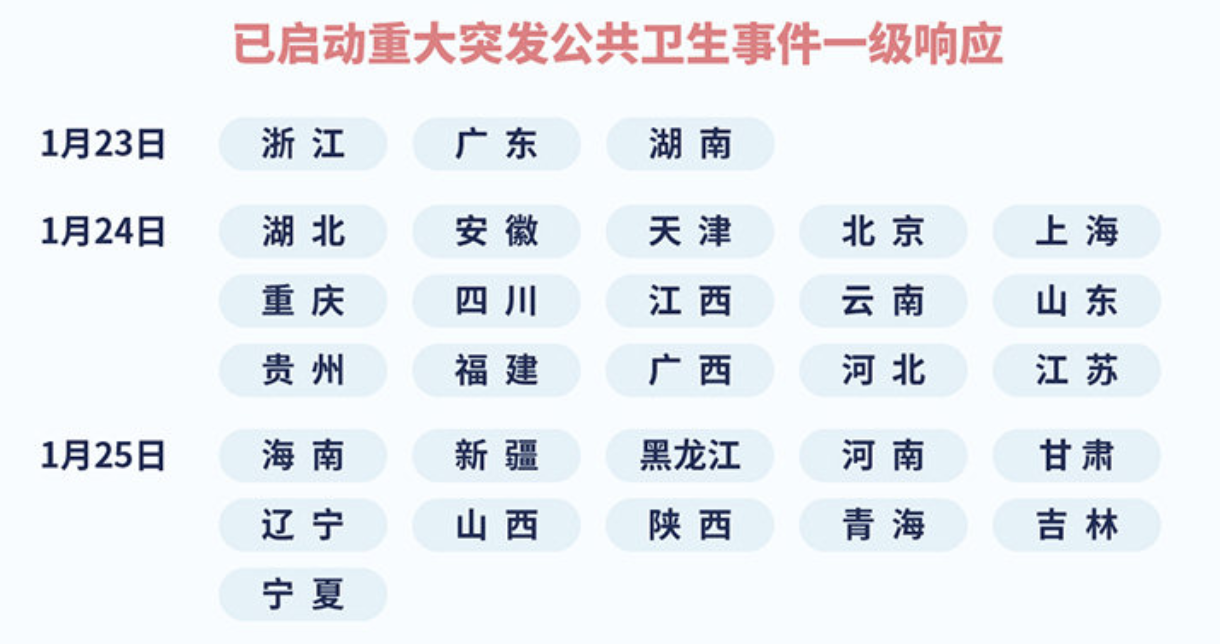 已启动重大突发公共卫生事件一级响应
1月23日 浙江 广东 湖南
1月24日 湖北 安徽 天津 北京 上海
重庆 四川 江西 云南 山东
贵州 福建 广西 河北 江苏
1月25日 海南 新疆 黑龙江 河南 甘肃
辽宁 山西 陕西 青海 吉林
宁夏